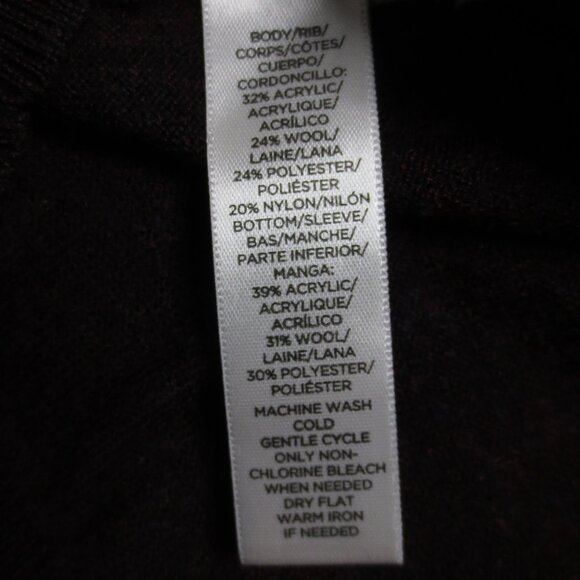 BODY/RIB/
CORPS/CÔTES/
CUERPO/
CORDONCILLO:
32% ACRYLIC/
ACRYLIQUE/
ACRÍLICO
24% WOOL/
LAINE/LANA
24% POLYESTER/
POLIÉSTER
20% NYLON/NILÓN
BOTTOM/SLEEVE/
BAS/MANCHE/
PARTE INFERIOR/
MANGA:
39% ACRYLIC/
ACRYLIQUE/
ACRÍLICO
31% WOOL/
LAINE/LANA
30% POLYESTER/
POLIÉSTER
MACHINE WASH
COLD
GENTLE CYCLE
ONLY NON-
CHLORINE BLEACH
WHEN NEEDED
DRY FLAT
WARM IRON
IF NEEDED